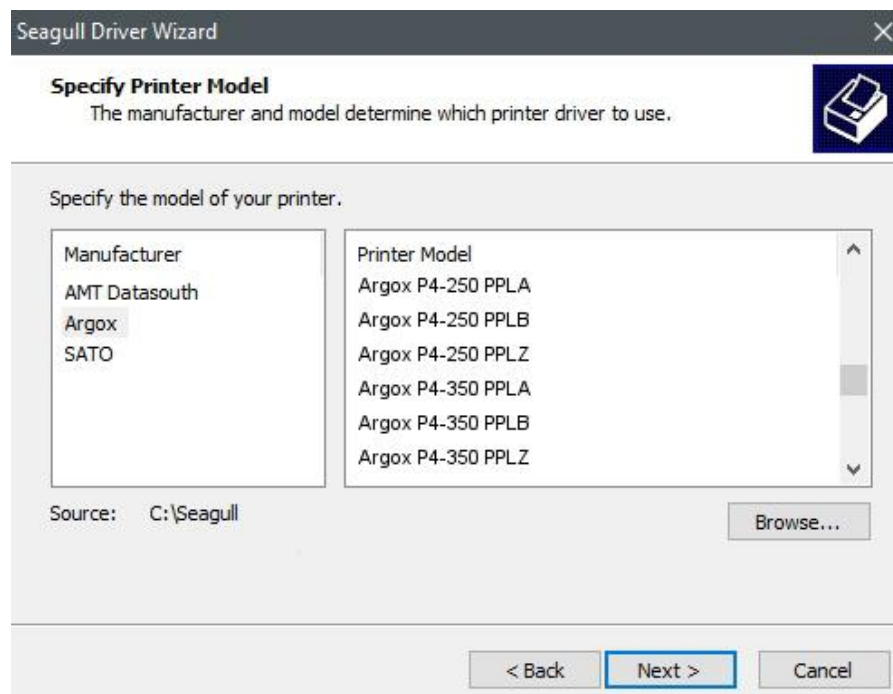 Seagull Driver Wizard
Specify Printer Model
The manufacturer and model determine which printer driver to use.
Specify the model of your printer.
Manufacturer
AMT Datasouth
Argox
SATO
Printer Model
Argox P4-250 PPLA
Argox P4-250 PPLB
Argox P4-250 PPLZ
Argox P4-350 PPLA
Argox P4-350 PPLB
Argox P4-350 PPLZ
Source: C:\Seagull
Browse...
< Back Next > Cancel